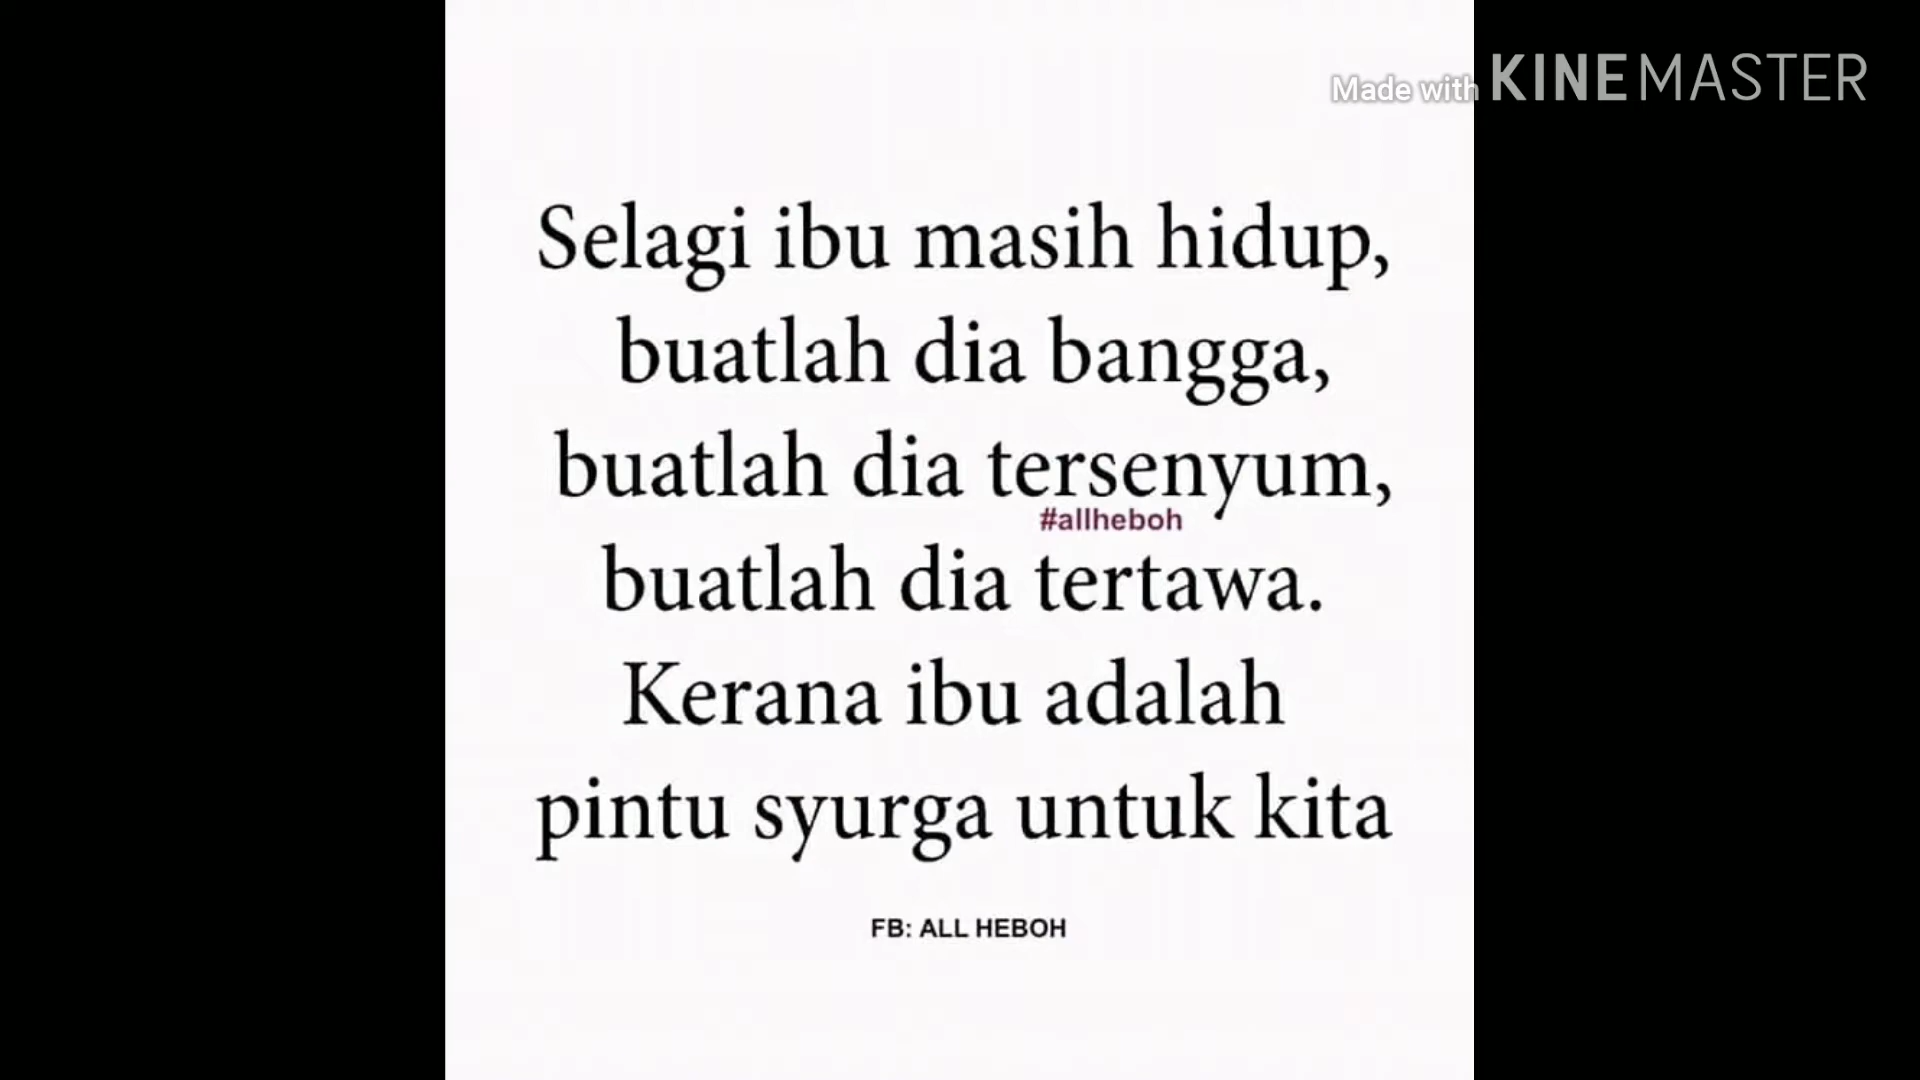 Made with KINEMASTER
Selagi ibu masih hidup,
buatlah dia bangga,
buatlah dia tersenyum,
#allheboh
buatlah dia tertawa.
Kerana ibu adalah
pintu syurga untuk kita
FB: ALL HEBOH